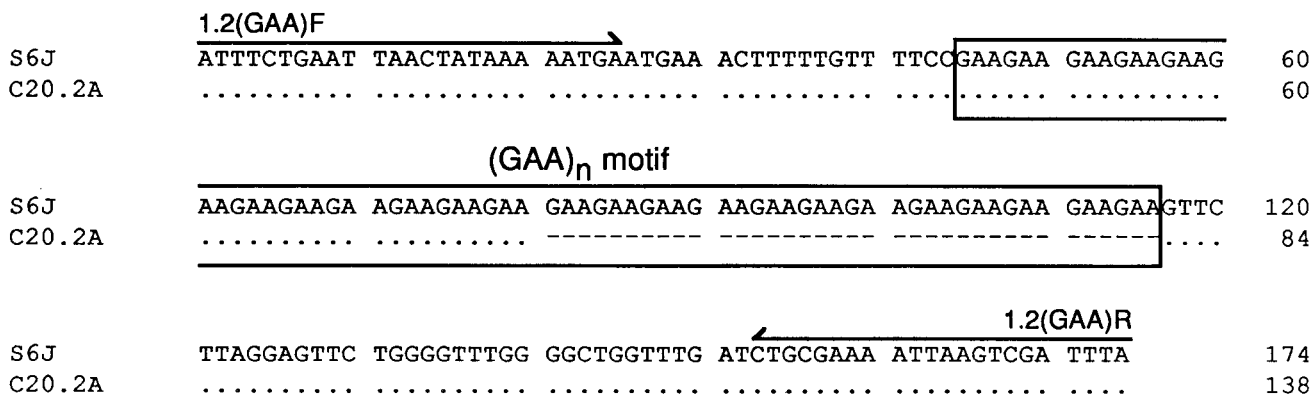 1.2(GAA)F
S6J ATTTCTGAAT TAACTATAAA AATGAATGAA ACTTTTTGTT TTCCGAAGAA GAAGAAGAAG 60
C20.2A .......... .......... .......... .......... .......... .......... 60
(GAA)n motif
S6J AAGAAGAAGA AGAAGAAGAA GAAGAAGAAG AAGAAGAAGA AGAAGAAGAA GAAGAAGTTC 120
C20.2A .......... .......... ---------- ---------- ---------- ------.... 84
1.2(GAA)R
S6J TTAGGAGTTC TGGGGTTTGG GGCTGGTTTG ATCTGCGAAA ATTAAGTCGA TTTA 174
C20.2A .......... .......... .......... .......... .......... .... 138